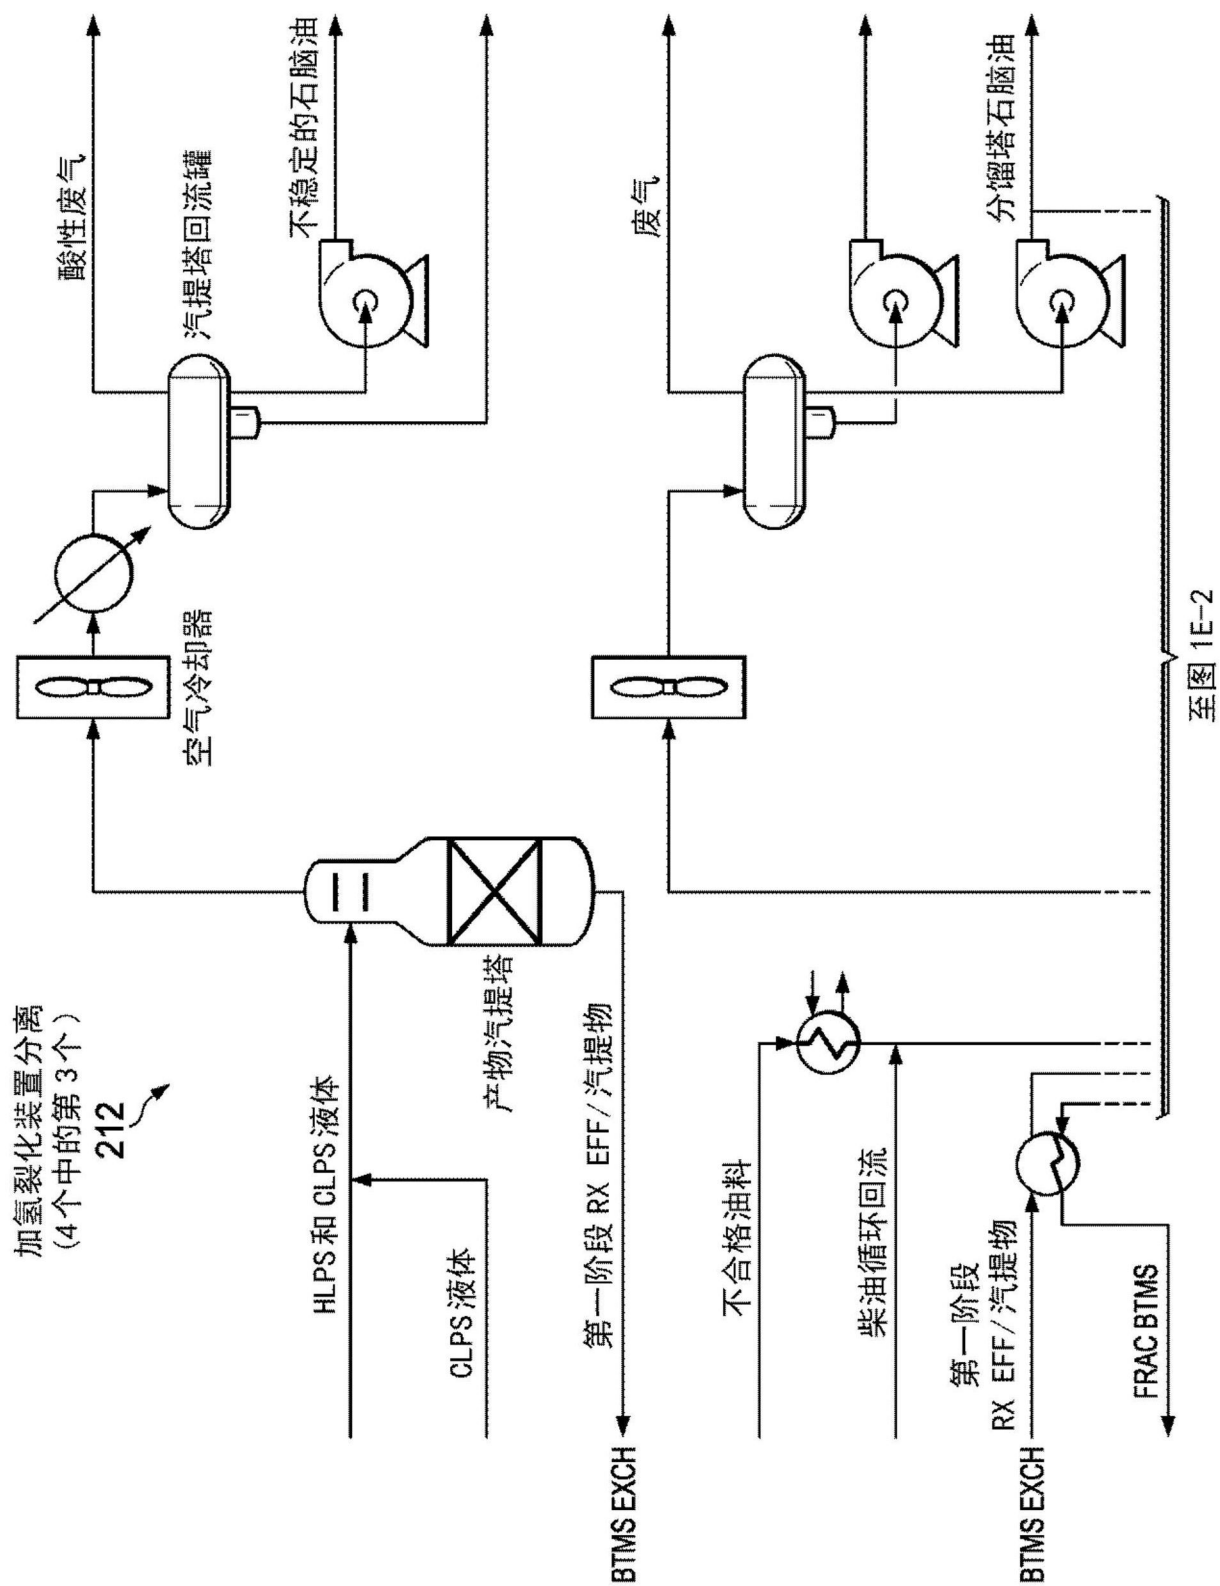 加氢裂化装置分离
(4个中的第3个)
212
酸性废气
汽提塔回流罐
不稳定的石脑油
空气冷却器
HLPS和CLPS液体
CLPS液体
产物汽提塔
第一阶段 RX EFF/汽提物
BTMS EXCH
废气
分馏塔石脑油
不合格油料
柴油循环回流
第一阶段
RX EFF/汽提物
BTMS EXCH
FRAC BTMS
至图 1E-2